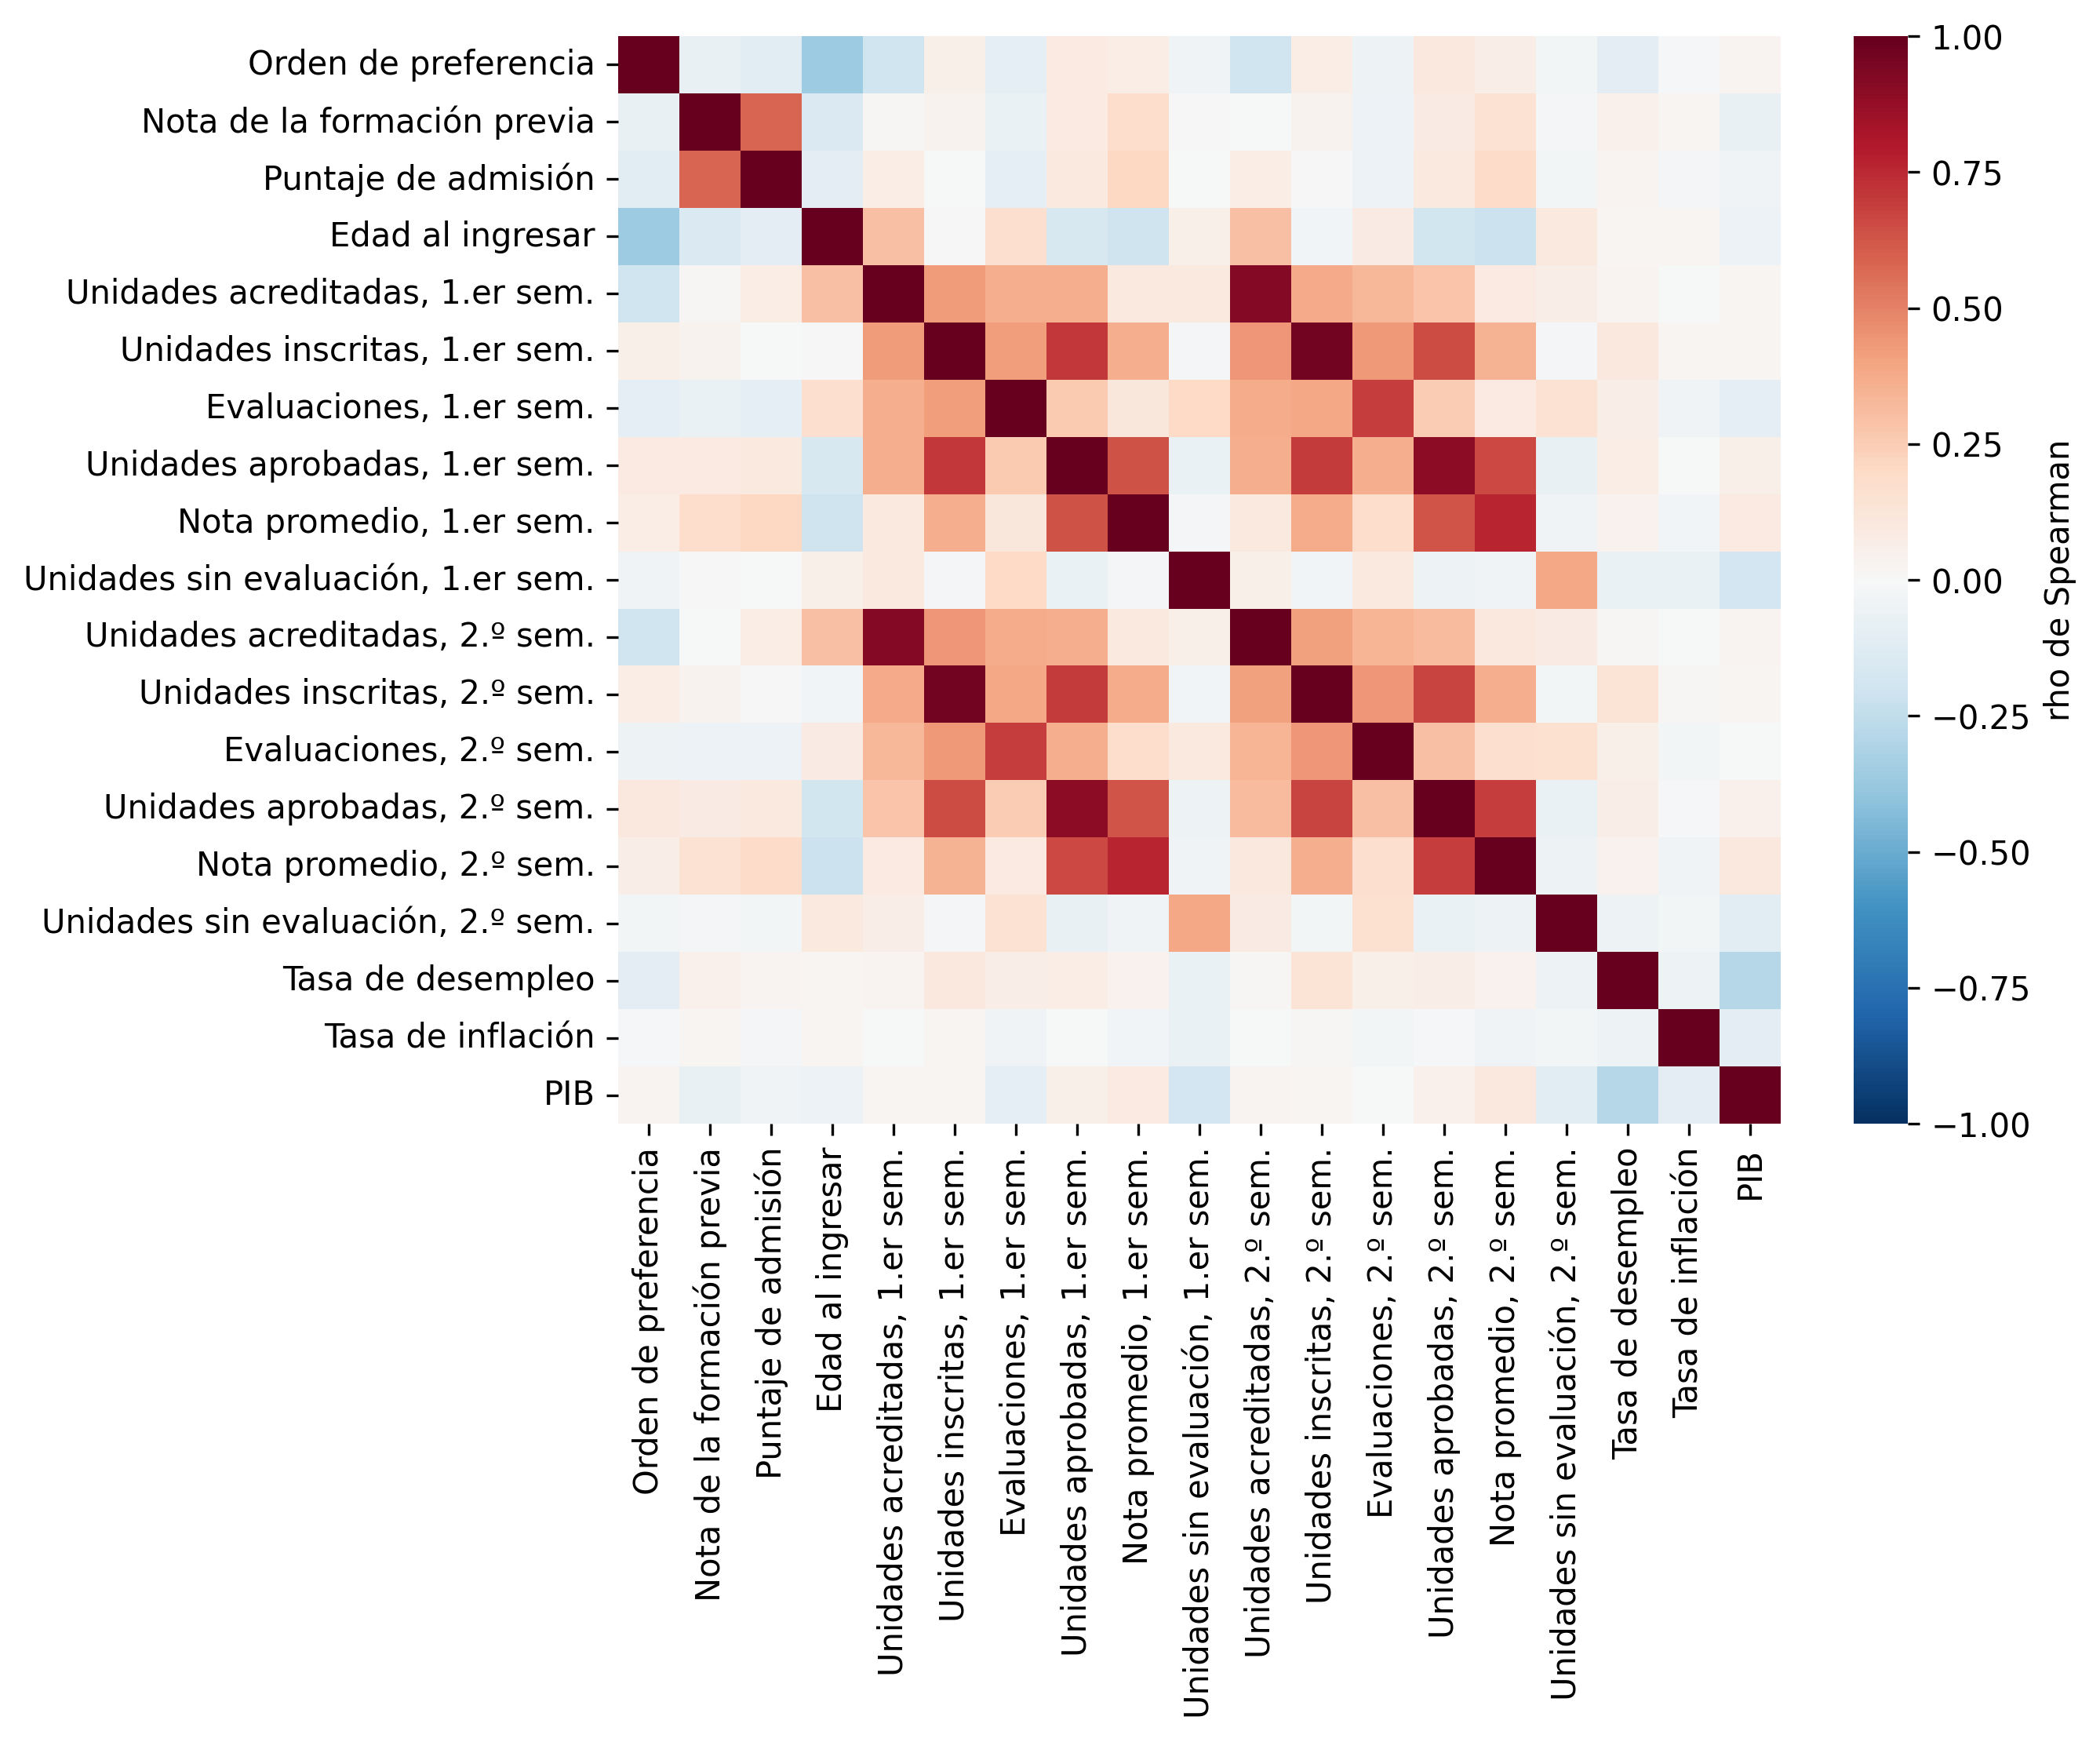 Orden de preferencia
Nota de la formación previa
Puntaje de admisión
Edad al ingresar
Unidades acreditadas, 1.er sem.
Unidades inscritas, 1.er sem.
Evaluaciones, 1.er sem.
Unidades aprobadas, 1.er sem.
Nota promedio, 1.er sem.
Unidades sin evaluación, 1.er sem.
Unidades acreditadas, 2.º sem.
Unidades inscritas, 2.º sem.
Evaluaciones, 2.º sem.
Unidades aprobadas, 2.º sem.
Nota promedio, 2.º sem.
Unidades sin evaluación, 2.º sem.
Tasa de desempleo
Tasa de inflación
PIB
Orden de preferencia
Nota de la formación previa
Puntaje de admisión
Edad al ingresar
Unidades acreditadas, 1.er sem.
Unidades inscritas, 1.er sem.
Evaluaciones, 1.er sem.
Unidades aprobadas, 1.er sem.
Nota promedio, 1.er sem.
Unidades sin evaluación, 1.er sem.
Unidades acreditadas, 2.º sem.
Unidades inscritas, 2.º sem.
Evaluaciones, 2.º sem.
Unidades aprobadas, 2.º sem.
Nota promedio, 2.º sem.
Unidades sin evaluación, 2.º sem.
Tasa de desempleo
Tasa de inflación
PIB
1.00
0.75
0.50
0.25
0.00
−0.25
−0.50
−0.75
−1.00
rho de Spearman